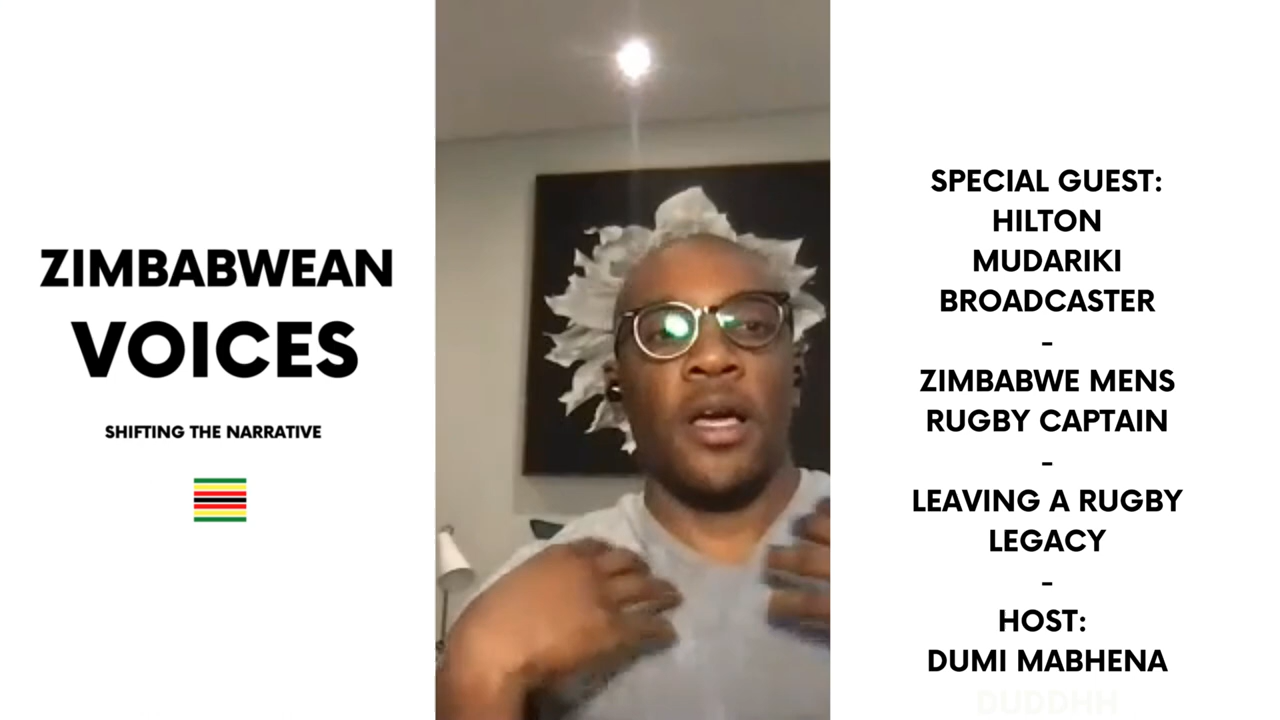 ZIMBABWEAN
VOICES
SHIFTING THE NARRATIVE
SPECIAL GUEST:
HILTON
MUDARIKI
BROADCASTER
-
ZIMBABWE MENS
RUGBY CAPTAIN
-
LEAVING A RUGBY
LEGACY
-
HOST:
DUMI MABHENA
DUDDHH